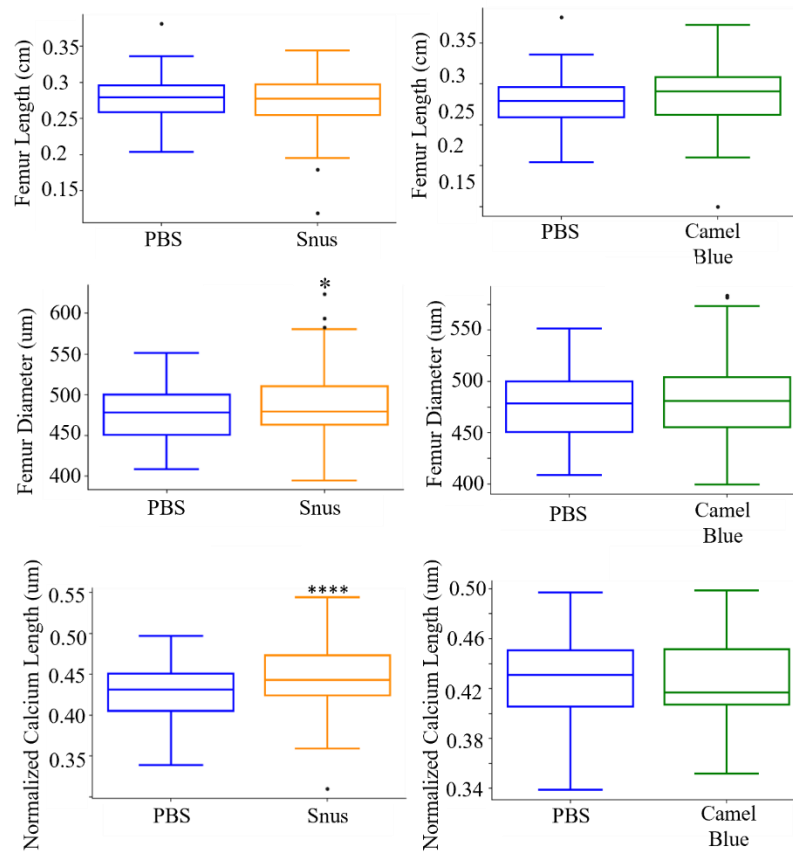 Femur Length (cm)
0.35
0.3
0.25
0.2
0.15
PBS
Snus
Femur Length (cm)
0.35
0.3
0.25
0.2
0.15
PBS
Camel
Blue
Femur Diameter (um)
600
550
500
450
400
*
PBS
Snus
Femur Diameter (um)
550
500
450
400
PBS
Camel
Blue
Normalized Calcium Length (um)
0.55
0.50
0.45
0.40
0.35
****
PBS
Snus
Normalized Calcium Length (um)
0.50
0.46
0.42
0.38
0.34
PBS
Camel
Blue